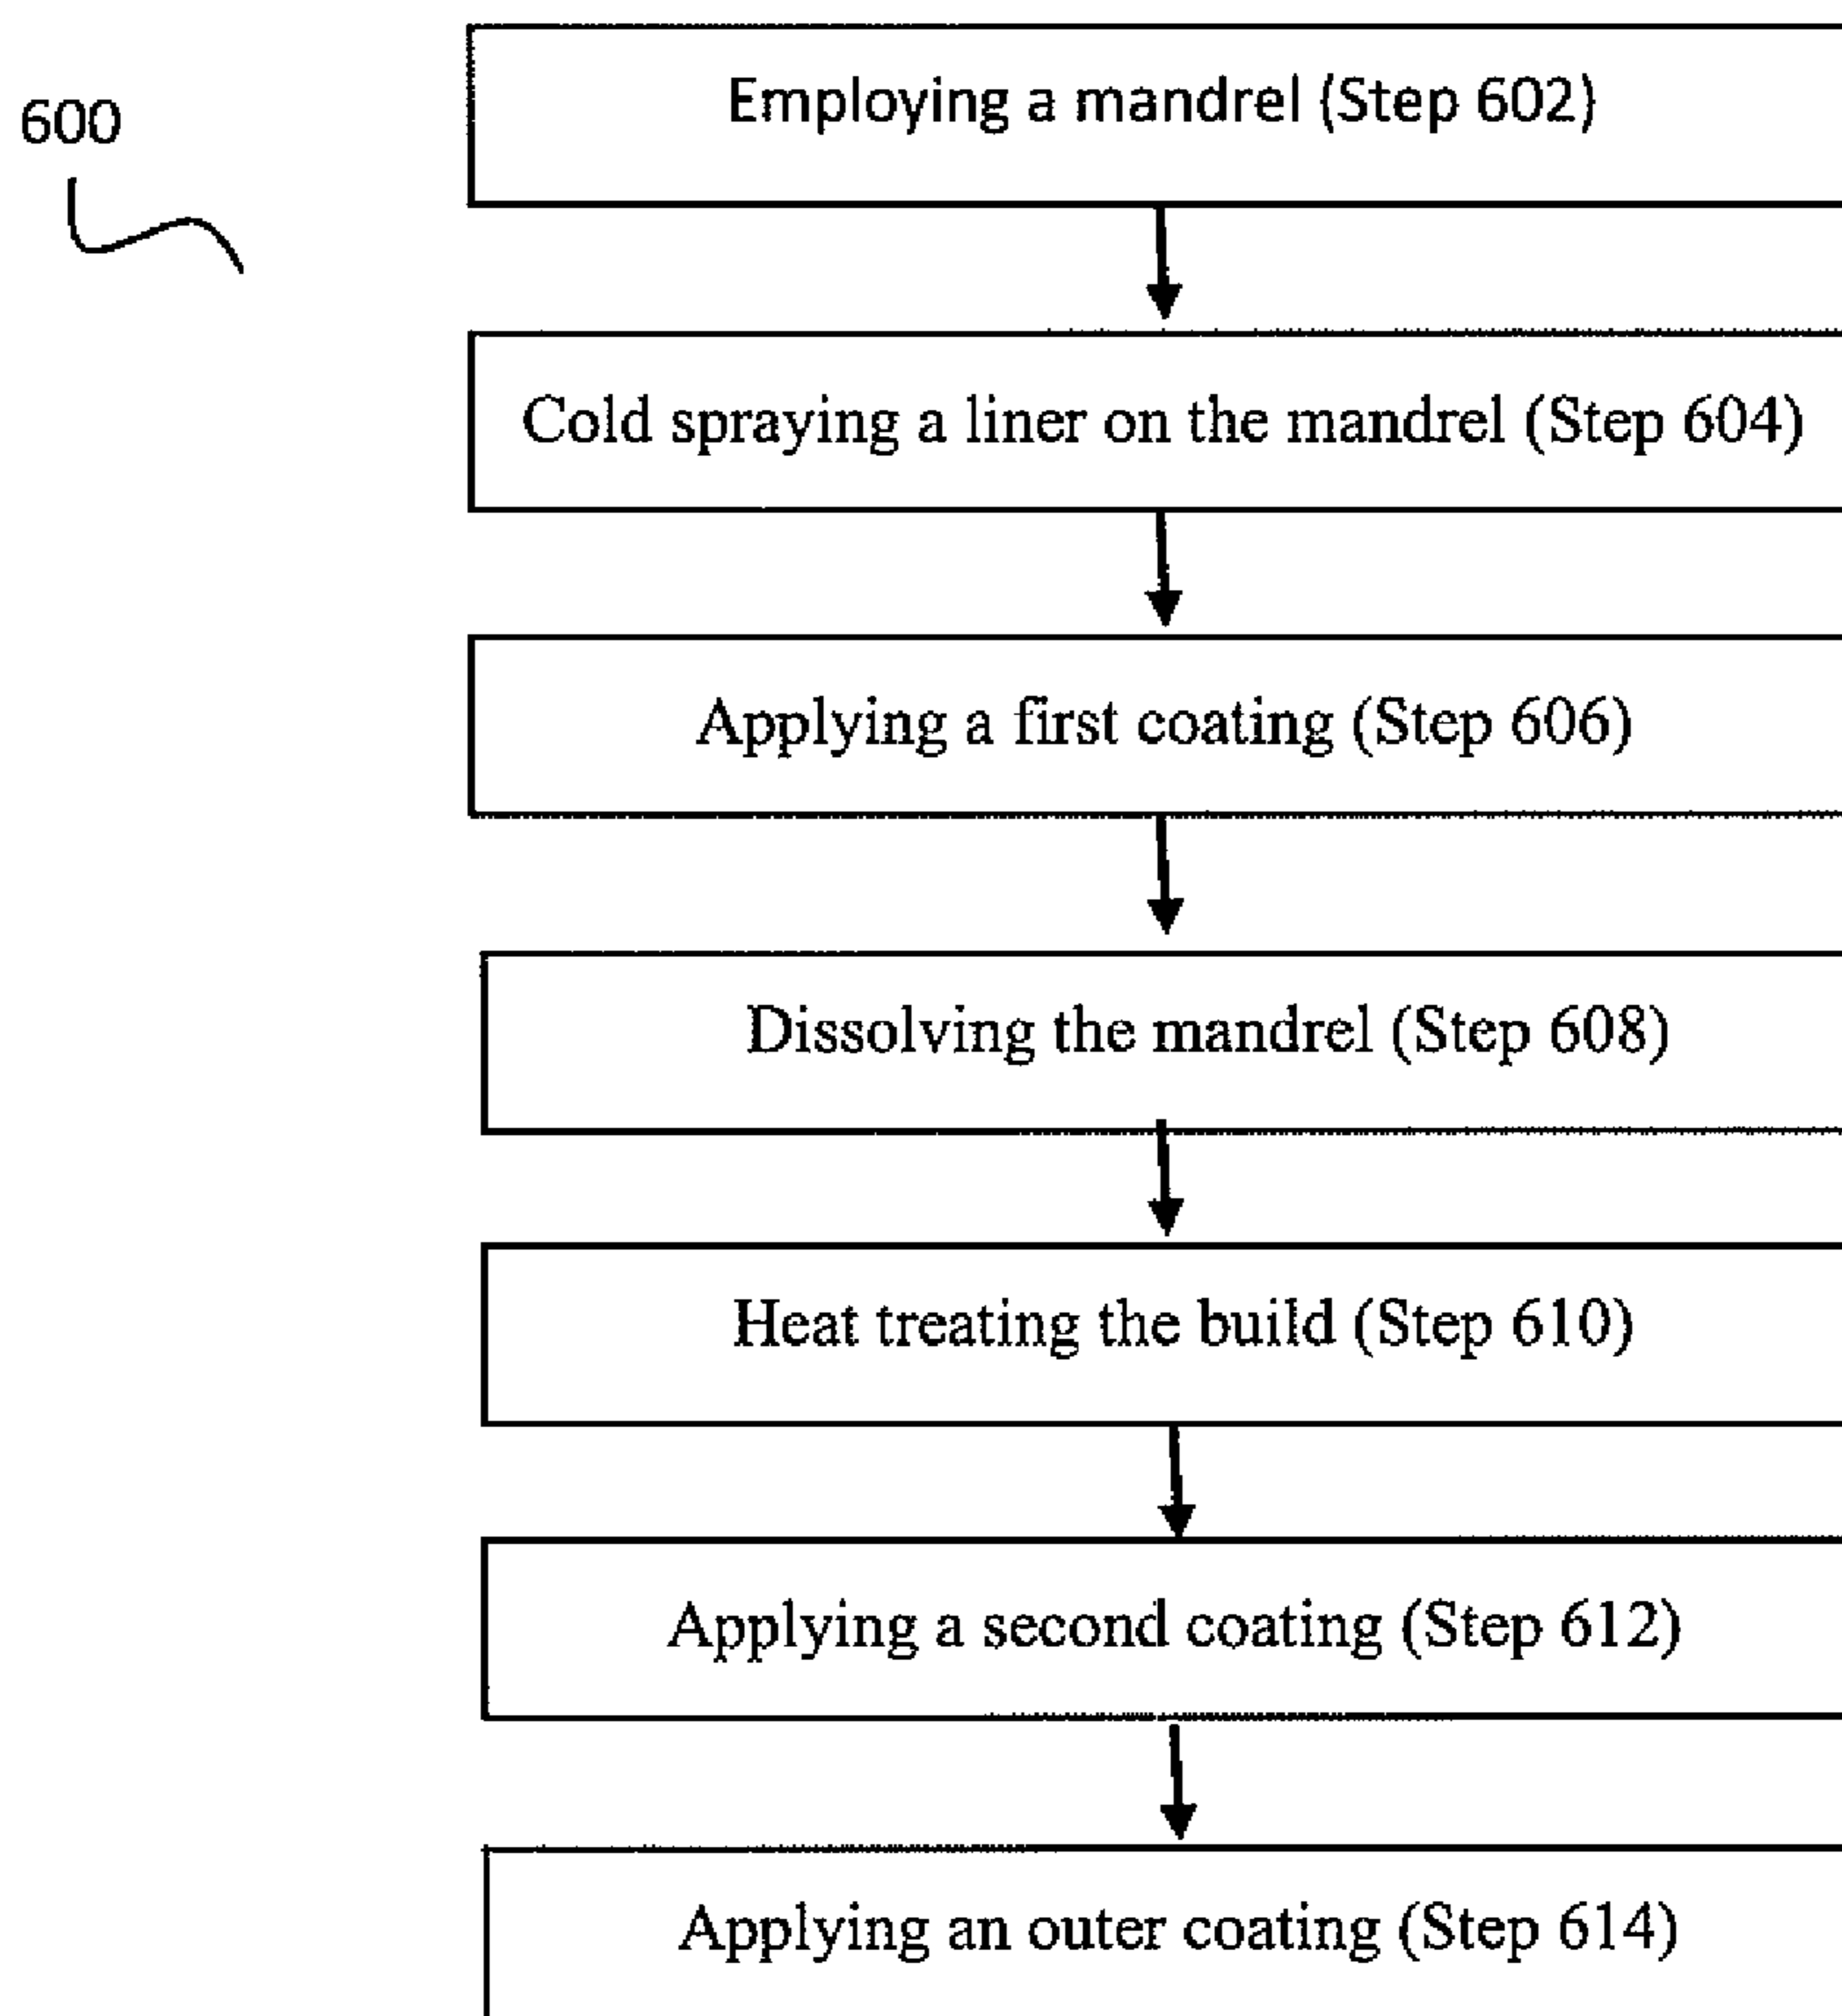 Employing a mandrel (Step 602)
600
Cold spraying a liner on the mandrel (Step 604)
Applying a first coating (Step 606)
Dissolving the mandrel (Step 608)
Heat treating the build (Step 610)
Applying a second coating (Step 612)
Applying an outer coating (Step 614)